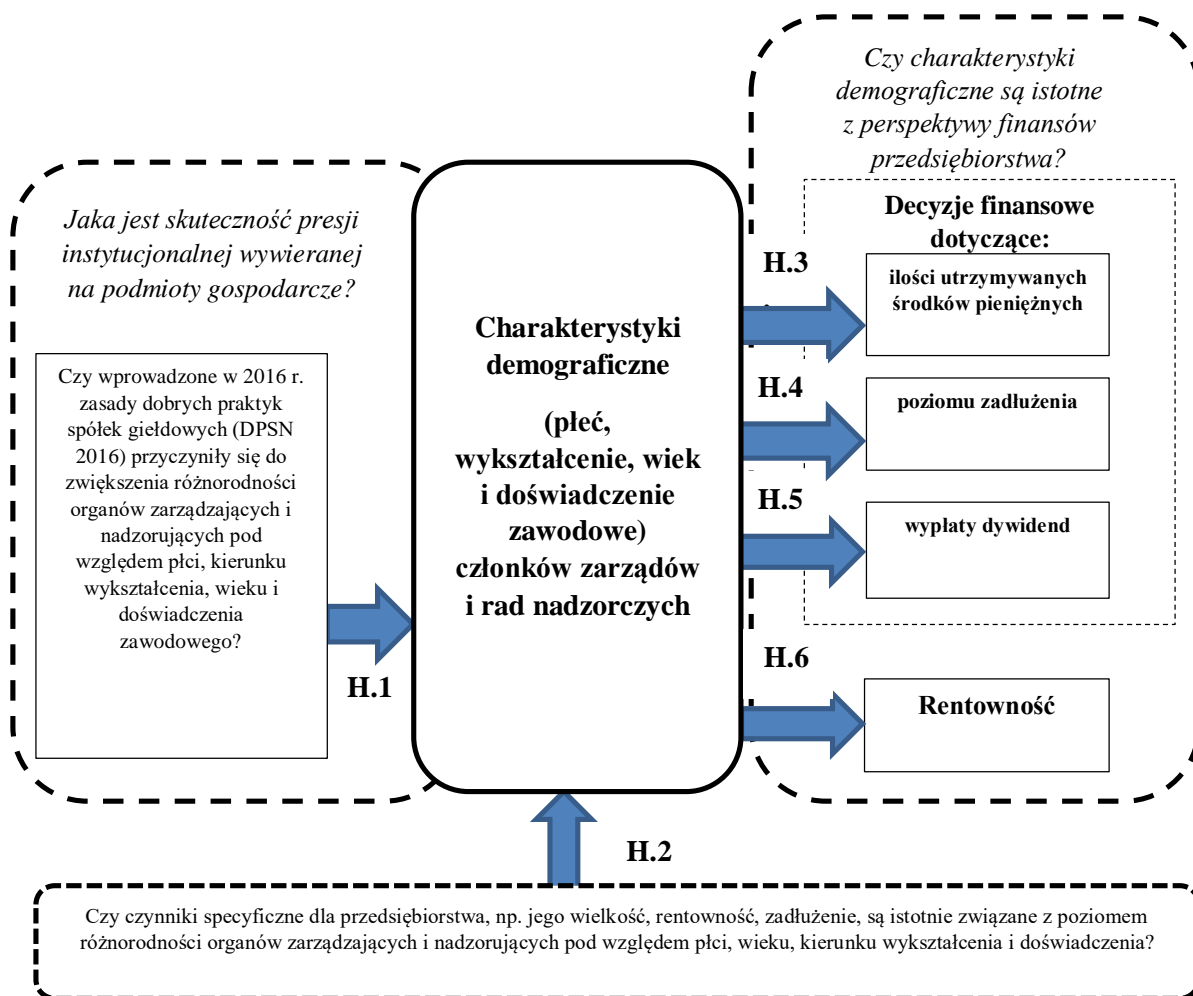 Jaka jest skuteczność presji
instytucjonalnej wywieranej
na podmioty gospodarcze?
Czy wprowadzone w 2016 r.
zasady dobrych praktyk
spółek giełdowych (DPSN
2016) przyczyniły się do
zwiększenia różnorodności
organów zarządzających i
nadzorujących pod
względem płci, kierunku
wykształcenia, wieku i
doświadczenia
zawodowego?
H.1
Charakterystyki
demograficzne
(płeć,
wykształcenie, wiek
i doświadczenie
zawodowe)
członków zarządów
i rad nadzorczych
Czy charakterystyki
demograficzne są istotne
z perspektywy finansów
przedsiębiorstwa?
Decyzje finansowe
dotyczące:
H.3
ilości utrzymywanych
środków pieniężnych
H.4
poziomu zadłużenia
H.5
wypłaty dywidend
H.6
Rentowność
H.2
Czy czynniki specyficzne dla przedsiębiorstwa, np. jego wielkość, rentowność, zadłużenie, są istotnie związane z poziomem
różnorodności organów zarządzających i nadzorujących pod względem płci, wieku, kierunku wykształcenia i doświadczenia?